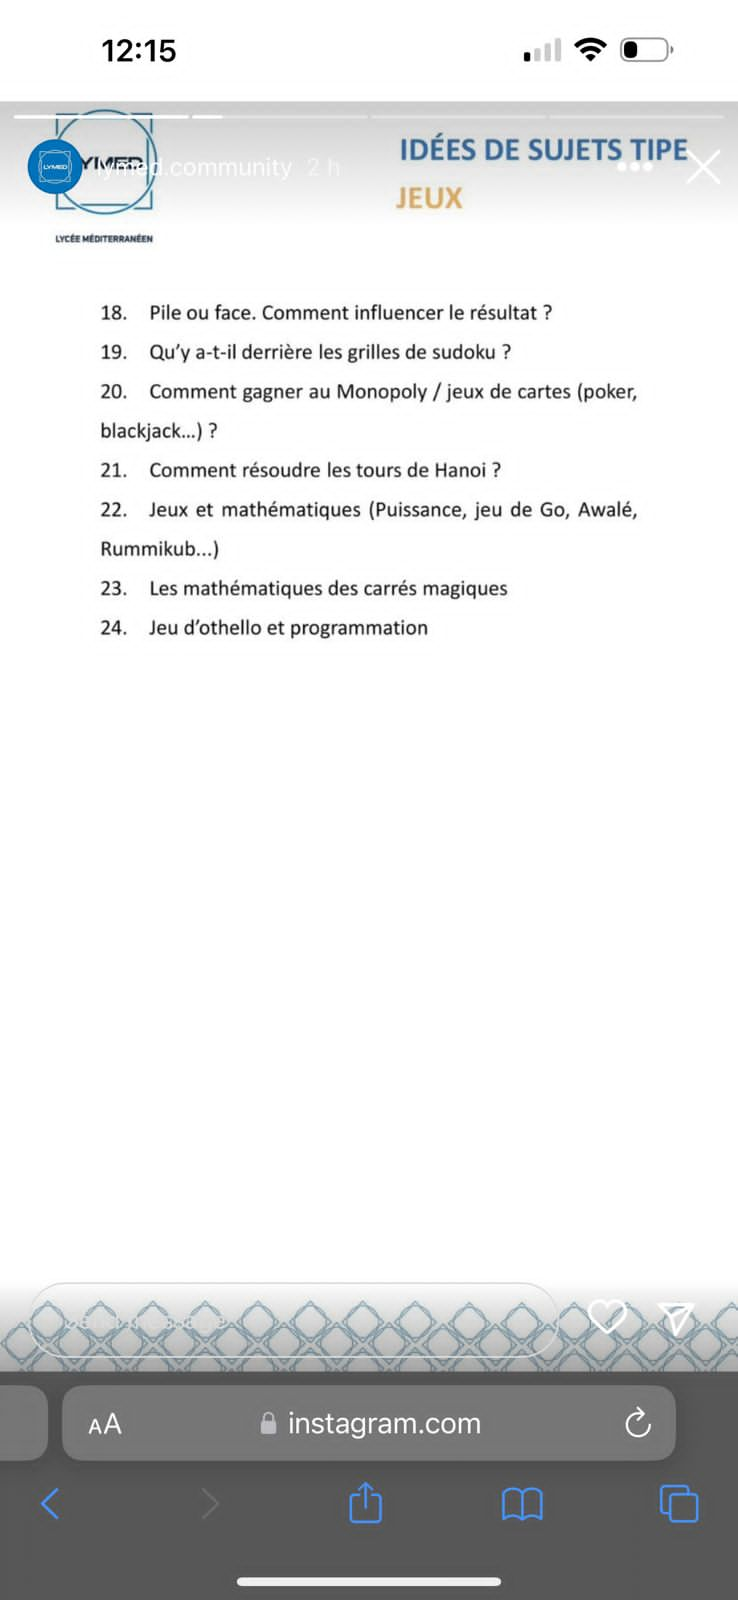 12:15
IDÉES DE SUJETS TIPE
lymed.community 2 h
JEUX
LYCÉE MÉDITERRANÉEN
18. Pile ou face. Comment influencer le résultat ?
19. Qu’y a-t-il derrière les grilles de sudoku ?
20. Comment gagner au Monopoly / jeux de cartes (poker,
blackjack...) ?
21. Comment résoudre les tours de Hanoi ?
22. Jeux et mathématiques (Puissance, jeu de Go, Awalé,
Rummikub...)
23. Les mathématiques des carrés magiques
24. Jeu d’othello et programmation
AA
instagram.com